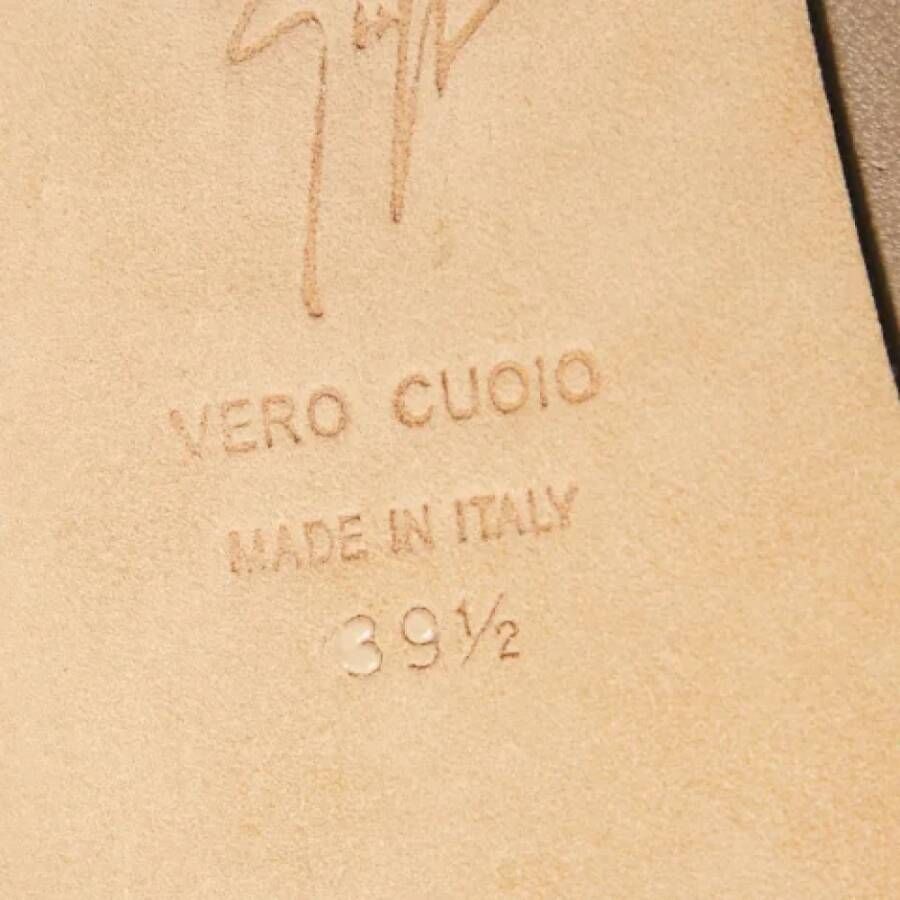 VERO CUOIO
MADE IN ITALY
39½